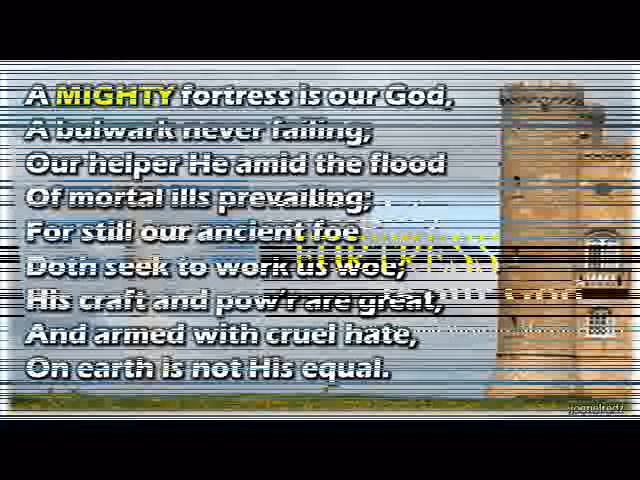 A MIGHTY fortress is our God,
A bulwark never failing;
Our helper He amid the flood
Of mortal ills prevailing;
For still our ancient foe
Doth seek to work us woe;
FORTRESS
His craft and pow'r are great,
And armed with cruel hate,
On earth is not His equal.